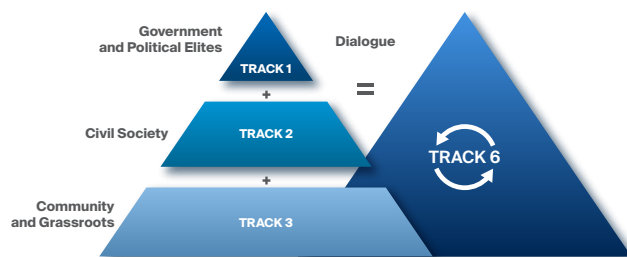 Government
and Political Elites
TRACK 1
Dialogue
+
=
Civil Society
TRACK 2
TRACK 6
+
Community
and Grassroots
TRACK 3